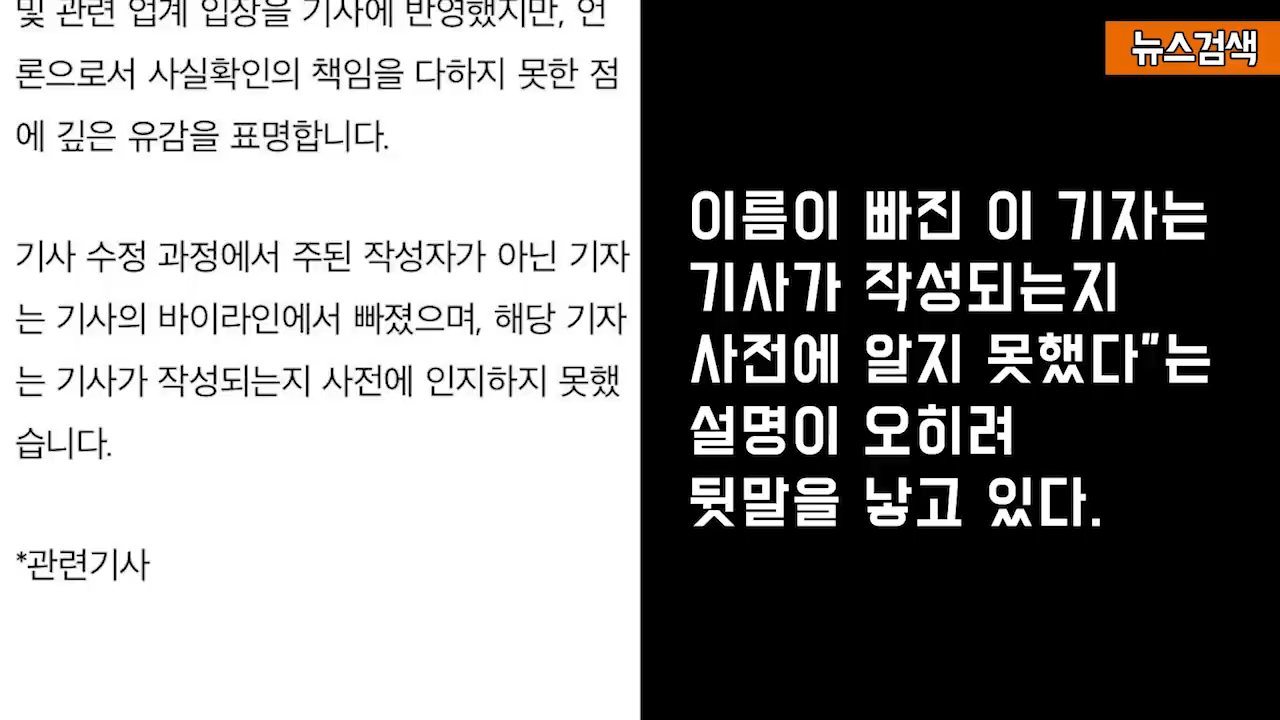 및 관련 업계 입장을 기사에 반영했지만, 언
론으로서 사실확인의 책임을 다하지 못한 점
에 깊은 유감을 표명합니다.
기사 수정 과정에서 주된 작성자가 아닌 기자
는 기사의 바이라인에서 빠졌으며, 해당 기자
는 기사가 작성되는지 사전에 인지하지 못했
습니다.
*관련기사
뉴스검색
이름이 빠진 이 기자는
기사가 작성되는지
사전에 알지 못했다"는
설명이 오히려
뒷말을 낳고 있다.